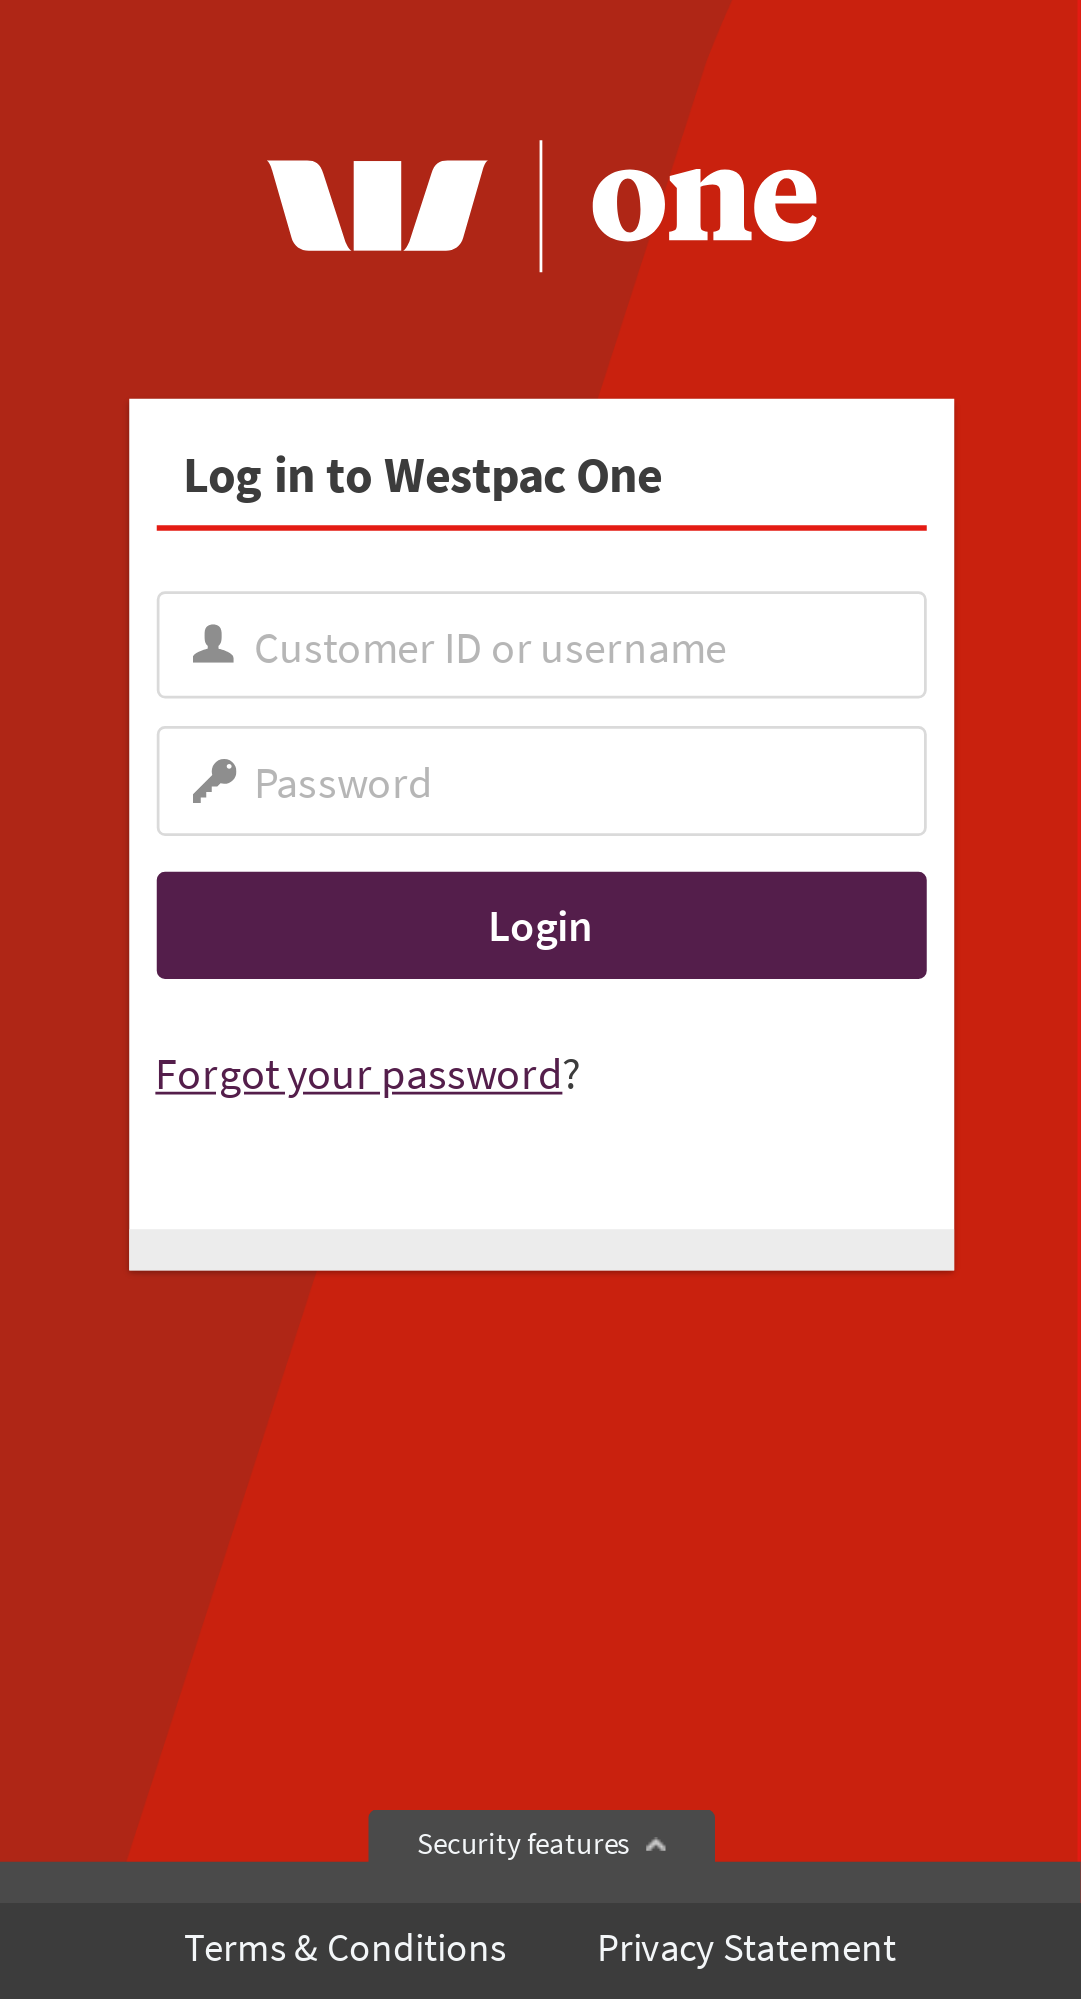 one
Log in to Westpac One
Customer ID or username
Password
Login
Forgot your password?
Security features
Terms & Conditions
Privacy Statement